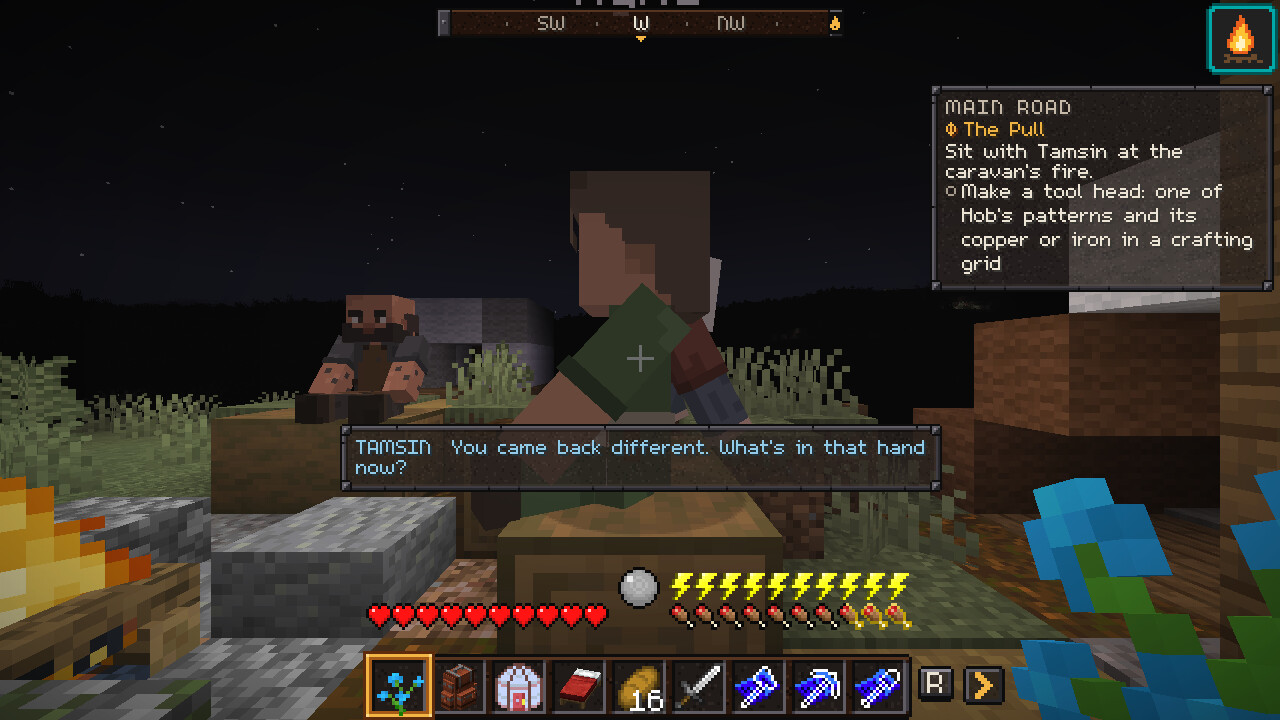 SW W NW
MAIN ROAD
The Pull
Sit with Tamsin at the
caravan's fire.
Make a tool head: one of
Hob's patterns and its
copper or iron in a crafting
grid
TAMSIN You came back different. What's in that hand
now?
16
R